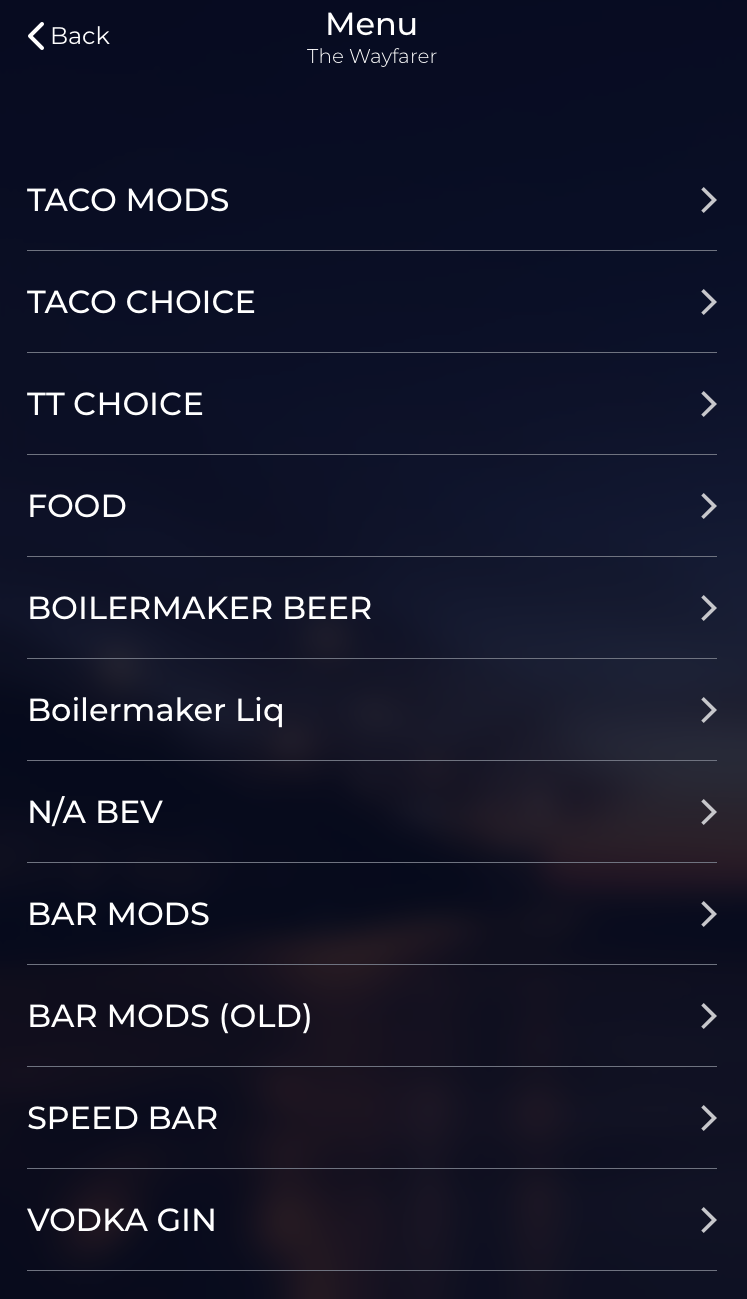 Back
Menu
The Wayfarer
TACO MODS
TACO CHOICE
TT CHOICE
FOOD
BOILERMAKER BEER
Boilermaker Liq
N/A BEV
BAR MODS
BAR MODS (OLD)
SPEED BAR
VODKA GIN